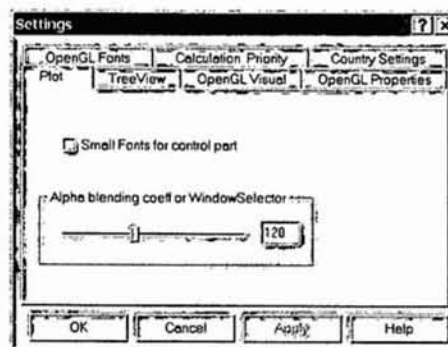 Settings ? ×
OpenGL Fonts Calculation Priority Country Settings
Plot TreeView OpenGL Visual OpenGL Properties
Small Fonts for control part
Alpha blending coeff or WindowSelector
120
OK Cancel Apply Help